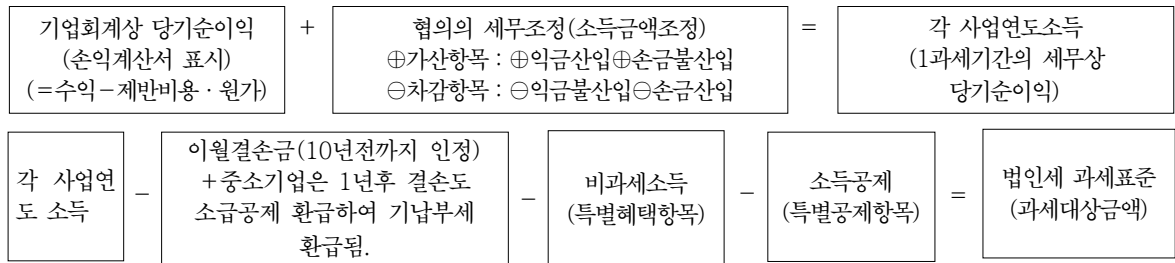 기업회계상 당기순이익
(손익계산서 표시)
(=수익-제반비용·원가)
+
협의의 세무조정(소득금액조정)
⊕가산항목 : ⊕익금산입⊕손금불산입
⊖차감항목 : ⊖익금불산입⊖손금산입
=
각 사업연도소득
(1과세기간의 세무상
당기순이익)
각 사업연
도 소득
-
이월결손금(10년전까지 인정)
+중소기업은 1년후 결손도
소급공제 환급하여 기납부세
환급됨.
-
비과세소득
(특별혜택항목)
-
소득공제
(특별공제항목)
=
법인세 과세표준
(과세대상금액)